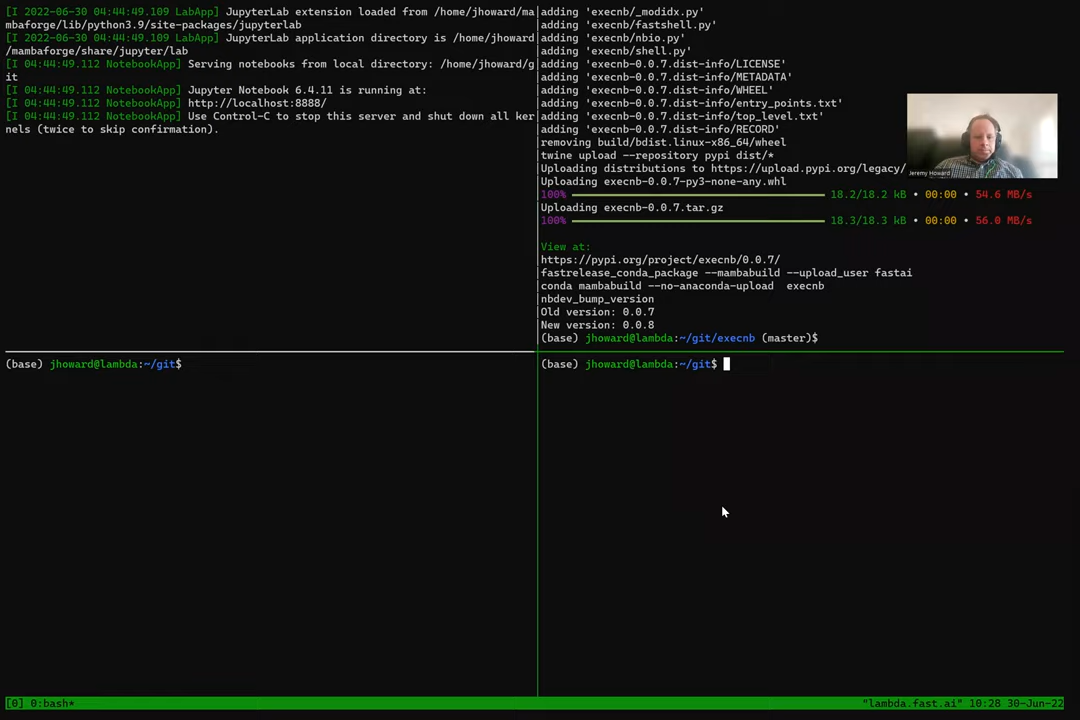 [I 2022-06-30 04:44:49.109 LabApp] JupyterLab extension loaded from /home/jhoward/ma
mbaforge/lib/python3.9/site-packages/jupyterlab
[I 04:44:49.109 LabApp] JupyterLab application directory is /home/jhoward
/mambaforge/share/jupyter/lab
[I 04:44:49.112 NotebookApp] Serving notebooks from local directory: /home/jhoward/g
it
[I 04:44:49.112 NotebookApp] Jupyter Notebook 6.4.11 is running at:
[I 04:44:49.112 NotebookApp] http://localhost:8888/
[I 04:44:49.112 NotebookApp] Use Control-C to stop this server and shut down all ker
nels (twice to skip confirmation).
adding 'execnb/_modidx.py'
adding 'execnb/fastshell.py'
adding 'execnb/nbio.py'
adding 'execnb/shell.py'
adding 'execnb-0.0.7.dist-info/LICENSE'
adding 'execnb-0.0.7.dist-info/METADATA'
adding 'execnb-0.0.7.dist-info/WHEEL'
adding 'execnb-0.0.7.dist-info/entry_points.txt'
adding 'execnb-0.0.7.dist-info/top_level.txt'
adding 'execnb-0.0.7.dist-info/RECORD'
removing build/bdist.linux-x86_64/wheel
twine upload --repository pypi dist/*
Uploading distributions to https://upload.pypi.org/legacy/
Uploading execnb-0.0.7-py3-none-any.whl
100% 18.2/18.2 kB • 00:00 • 54.6 MB/s
Uploading execnb-0.0.7.tar.gz
100% 18.3/18.3 kB • 00:00 • 56.0 MB/s
View at:
https://pypi.org/project/execnb/0.0.7/
fastrelease_conda_package --mambabuild --upload_user fastai
conda mambabuild --no-anaconda-upload  execnb
nbdev_bump_version
Old version: 0.0.7
New version: 0.0.8
(base) jhoward@lambda:~/git/execnb (master)$
Jeremy Howard
(base) jhoward@lambda:~/git$
(base) jhoward@lambda:~/git$
[0] 0:bash*
"lambda.fast.ai" 10:28 30-Jun-22